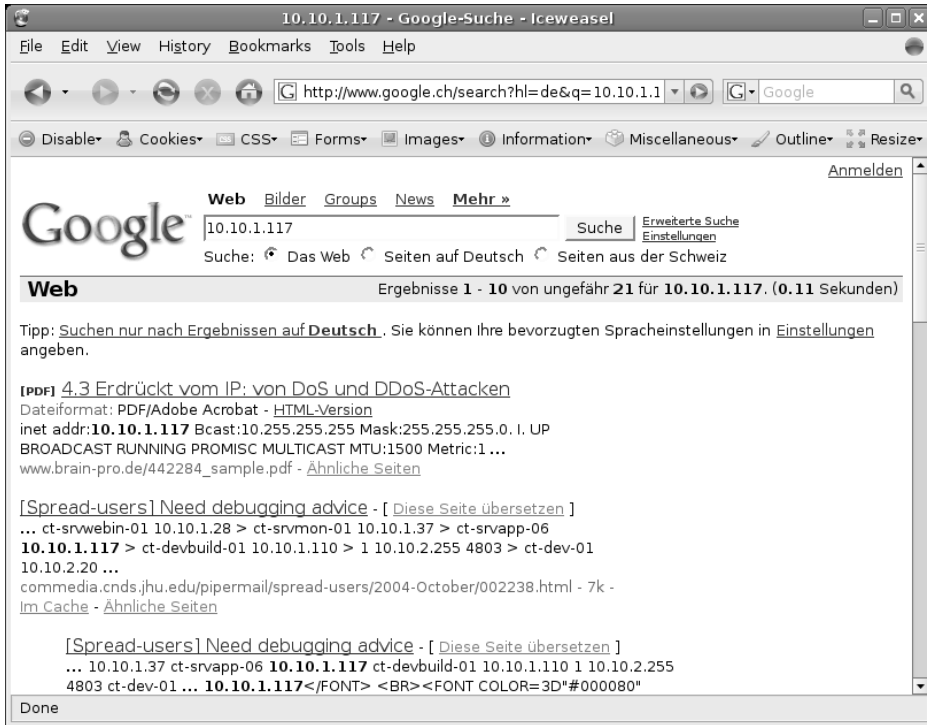 10.10.1.117 - Google-Suche - Iceweasel
File Edit View History Bookmarks Tools Help
G http://www.google.ch/search?hl=de&q=10.10.1.1 G Google
Disable Cookies CSS Forms Images Information Miscellaneous Outline Resize
Anmelden
Google™
Web Bilder Groups News Mehr »
10.10.1.117 Suche Erweiterte Suche
Einstellungen
Suche: Das Web Seiten auf Deutsch Seiten aus der Schweiz
Web Ergebnisse 1 - 10 von ungefähr 21 für 10.10.1.117. (0.11 Sekunden)
Tipp: Suchen nur nach Ergebnissen auf Deutsch . Sie können Ihre bevorzugten Spracheinstellungen in Einstellungen
angeben.
[PDF] 4.3 Erdrückt vom IP: von DoS und DDoS-Attacken
Dateiformat: PDF/Adobe Acrobat - HTML-Version
inet addr:10.10.1.117 Bcast:10.255.255.255 Mask:255.255.255.0. I. UP
BROADCAST RUNNING PROMISC MULTICAST MTU:1500 Metric:1 ...
www.brain-pro.de/442284_sample.pdf - Ähnliche Seiten
[Spread-users] Need debugging advice - [ Diese Seite übersetzen ]
... ct-srvwebin-01 10.10.1.28 > ct-srvmon-01 10.10.1.37 > ct-srvapp-06
10.10.1.117 > ct-devbuild-01 10.10.1.110 > 1 10.10.2.255 4803 > ct-dev-01
10.10.2.20 ...
commedia.cnds.jhu.edu/pipermail/spread-users/2004-October/002238.html - 7k -
Im Cache - Ähnliche Seiten
[Spread-users] Need debugging advice - [ Diese Seite übersetzen ]
... 10.10.1.37 ct-srvapp-06 10.10.1.117 ct-devbuild-01 10.10.1.110 1 10.10.2.255
4803 ct-dev-01 ... 10.10.1.117</FONT> <BR><FONT COLOR=3D"#000080"
Done